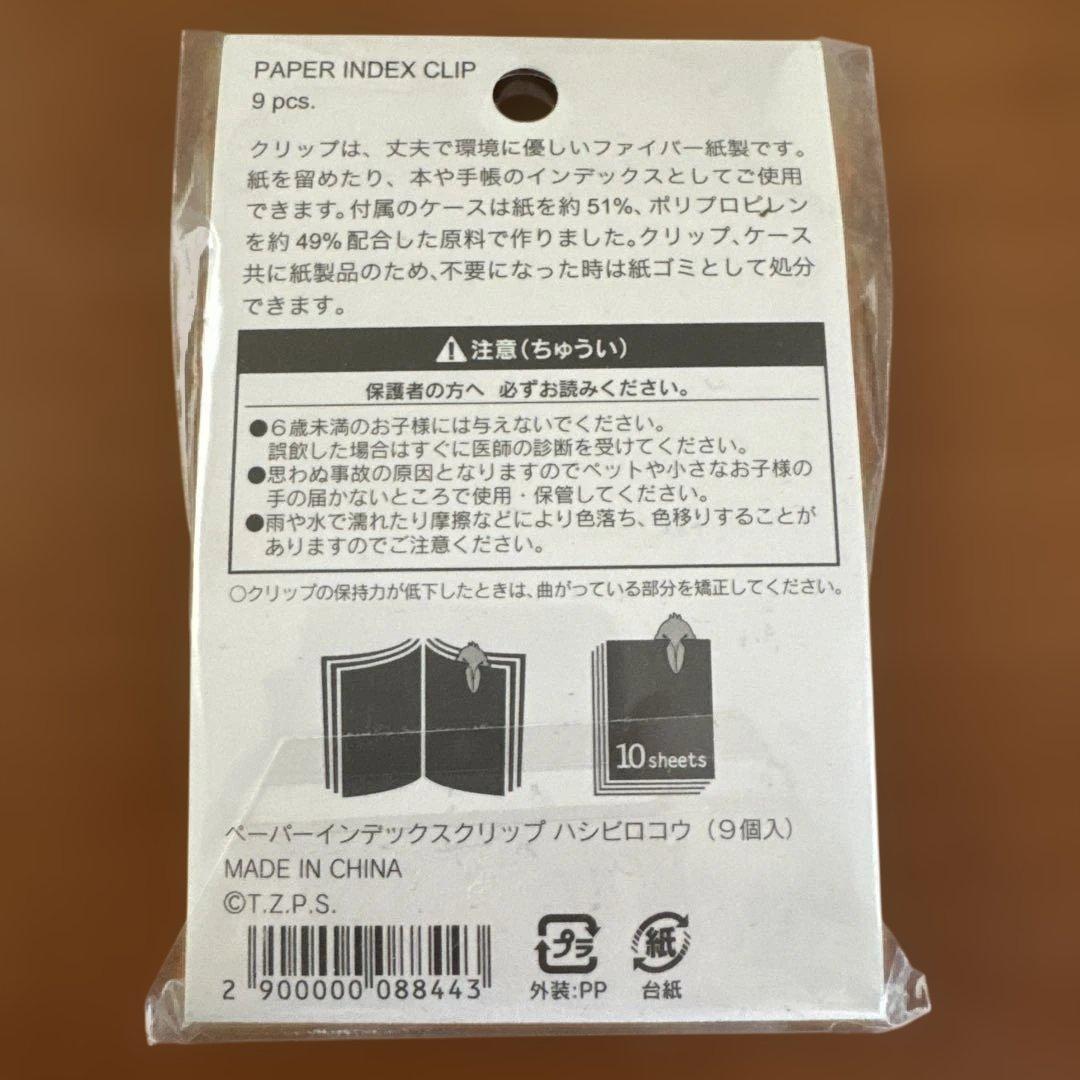 PAPER INDEX CLIP
9 pcs.
クリップは、丈夫で環境に優しいファイバー紙製です。
紙を留めたり、本や手帳のインデックスとしてご使用
できます。付属のケースは紙を約51%、ポリプロピレン
を約49%配合した原料で作りました。クリップ、ケース
共に紙製品のため、不要になった時は紙ゴミとして処分
できます。
注意(ちゅうい)
保護者の方へ 必ずお読みください。
●6歳未満のお子様には与えないでください。
誤飲した場合はすぐに医師の診断を受けてください。
●思わぬ事故の原因となりますのでペットや小さなお子様の
手の届かないところで使用・保管してください。
●雨や水で濡れたり摩擦などにより色落ち、色移りすることが
ありますのでご注意ください。
○クリップの保持力が低下したときは、曲がっている部分を矯正してください。
10 sheets
ペーパーインデックスクリップ ハシビロコウ(9個入)
MADE IN CHINA
©T.Z.P.S.
2 900000 088443
プラ
外装:PP
紙
台紙